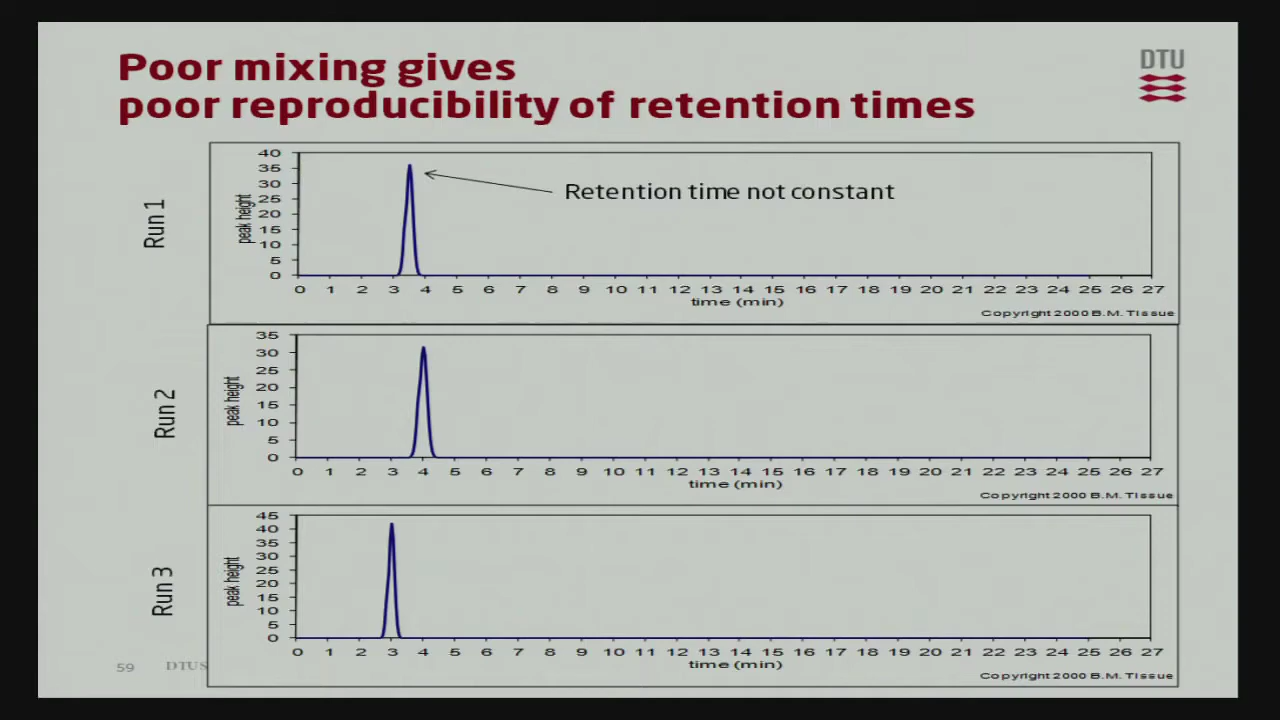 Poor mixing gives
poor reproducibility of retention times
DTU
Run 1
peak height
40
35
30
25
20
15
10
5
0
Retention time not constant
0 1 2 3 4 5 6 7 8 9 10 11 12 13 14 15 16 17 18 19 20 21 22 23 24 25 26 27
time (min)
Copyright 2000 B.M. Tissue
Run 2
peak height
35
30
25
20
15
10
5
0
0 1 2 3 4 5 6 7 8 9 10 11 12 13 14 15 16 17 18 19 20 21 22 23 24 25 26 27
time (min)
Copyright 2000 B.M. Tissue
Run 3
peak height
45
40
35
30
25
20
15
10
5
0
0 1 2 3 4 5 6 7 8 9 10 11 12 13 14 15 16 17 18 19 20 21 22 23 24 25 26 27
time (min)
Copyright 2000 B.M. Tissue
59 DTUS